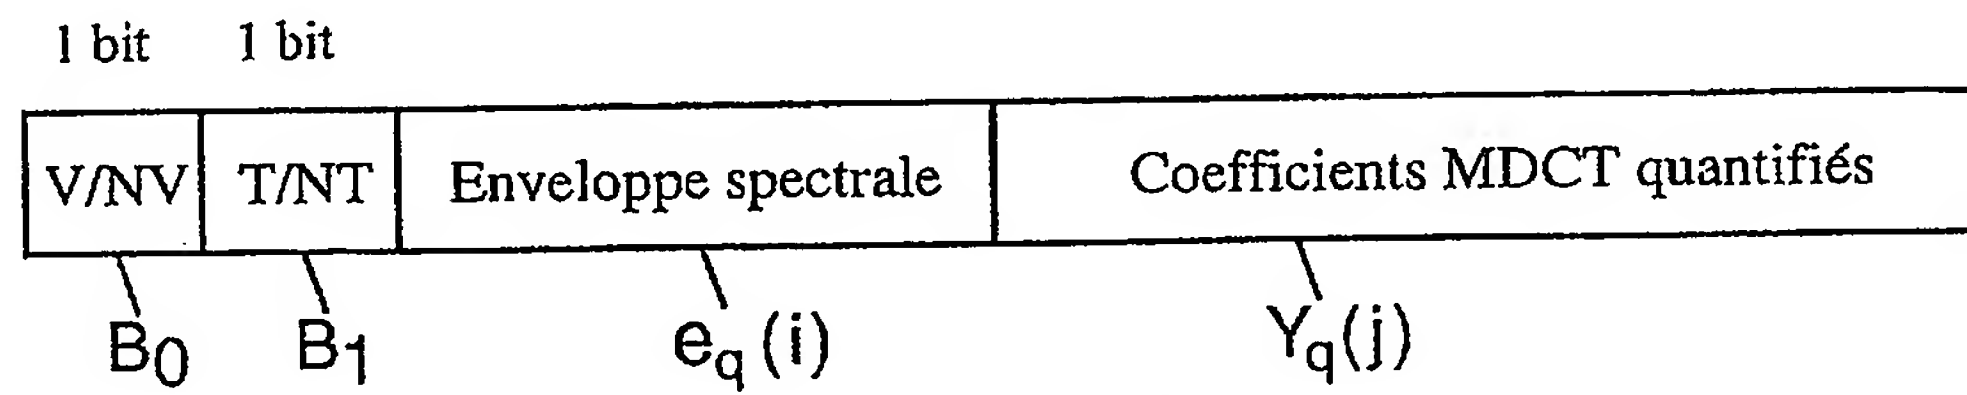 1 bit 1 bit
V/NV T/NT Enveloppe spectrale Coefficients MDCT quantifiés
B0 B1 eq (i) Yq(j)